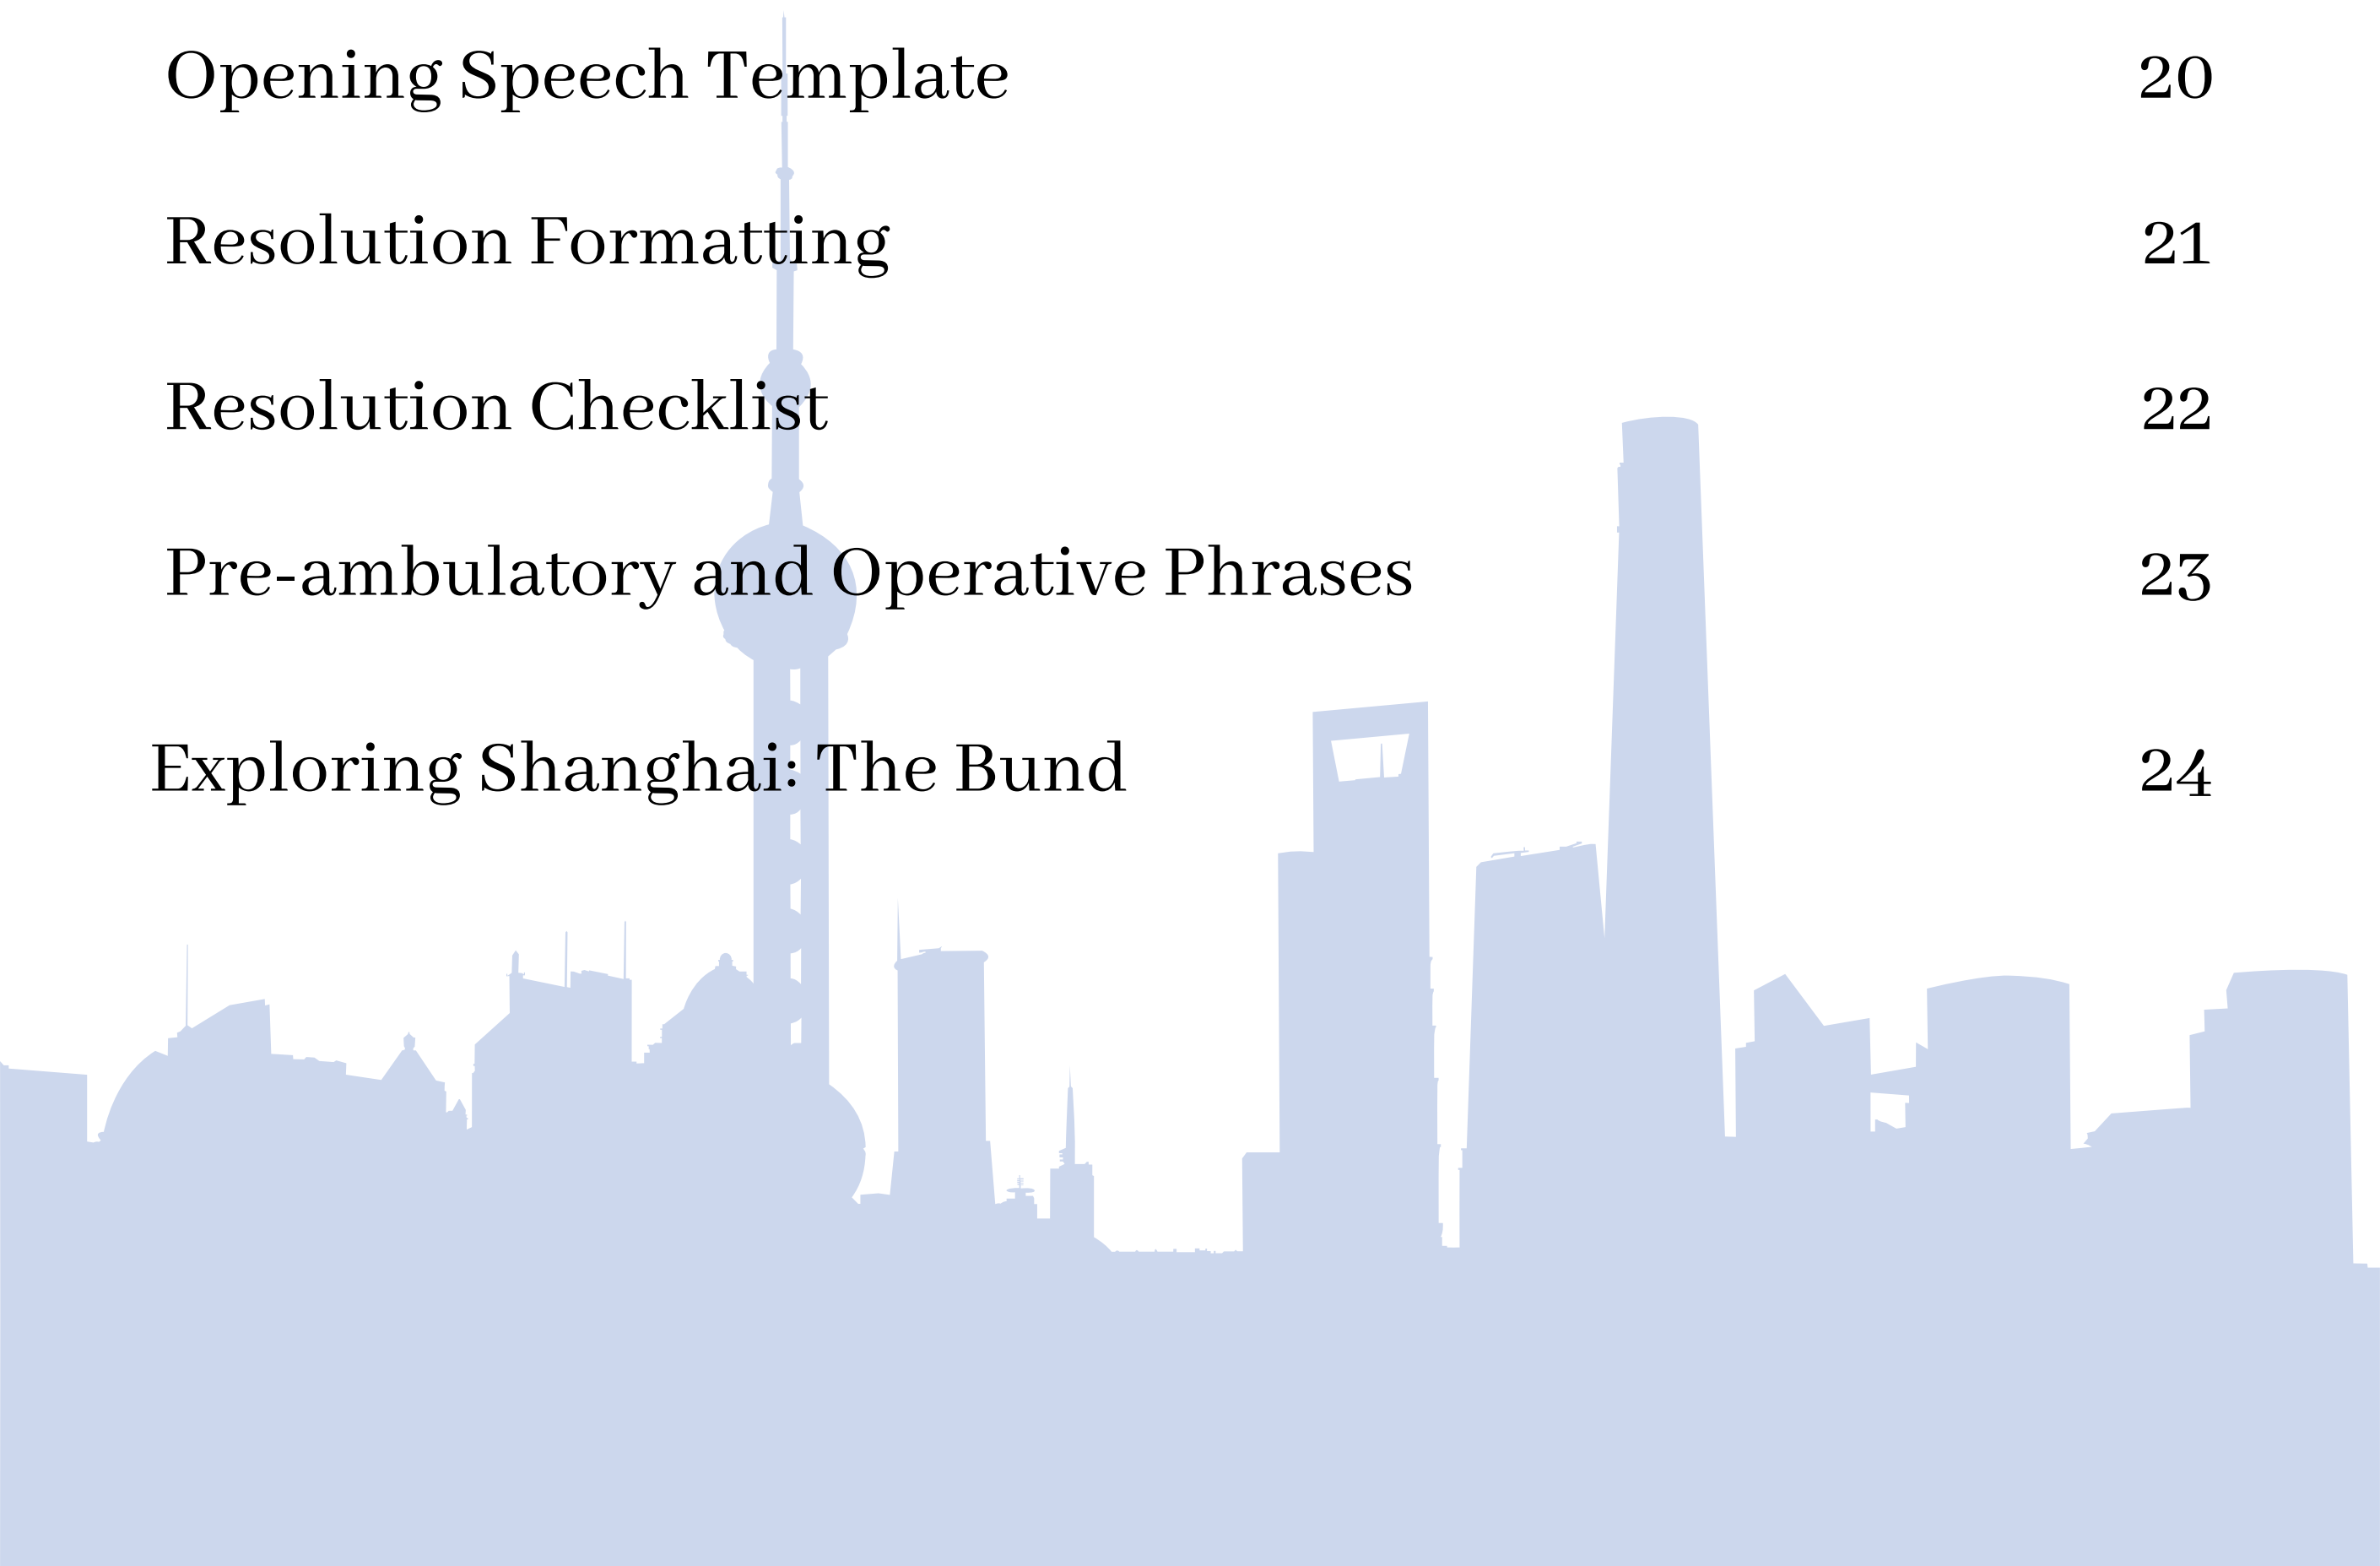 Opening Speech Template 20
Resolution Formatting 21
Resolution Checklist 22
Pre-ambulatory and Operative Phrases 23
Exploring Shanghai: The Bund 24